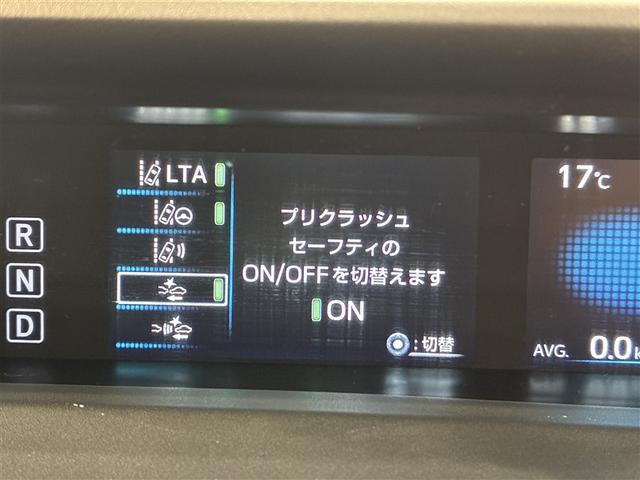 LTA
R
N
D
プリクラッシュ
セーフティの
ON/OFFを切替えます
ON
:切替
17℃
AVG. 0.0k